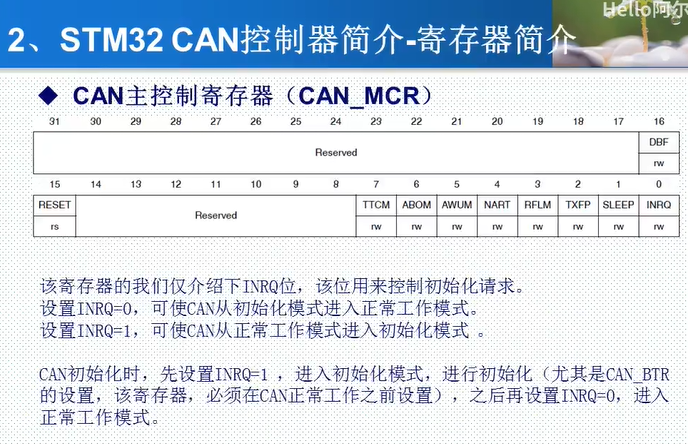 Hello阿尔
2、STM32 CAN控制器简介-寄存器简介
◆ CAN主控制寄存器（CAN_MCR）
31 30 29 28 27 26 25 24 23 22 21 20 19 18 17 16
Reserved DBF
rw
15 14 13 12 11 10 9 8 7 6 5 4 3 2 1 0
RESET Reserved TTCM ABOM AWUM NART RFLM TXFP SLEEP INRQ
rs rw rw rw rw rw rw rw rw
该寄存器的我们仅介绍下INRQ位，该位用来控制初始化请求。
设置INRQ=0，可使CAN从初始化模式进入正常工作模式。
设置INRQ=1，可使CAN从正常工作模式进入初始化模式 。
CAN初始化时，先设置INRQ=1 ，进入初始化模式，进行初始化（尤其是CAN_BTR
的设置，该寄存器，必须在CAN正常工作之前设置），之后再设置INRQ=0，进入
正常工作模式。